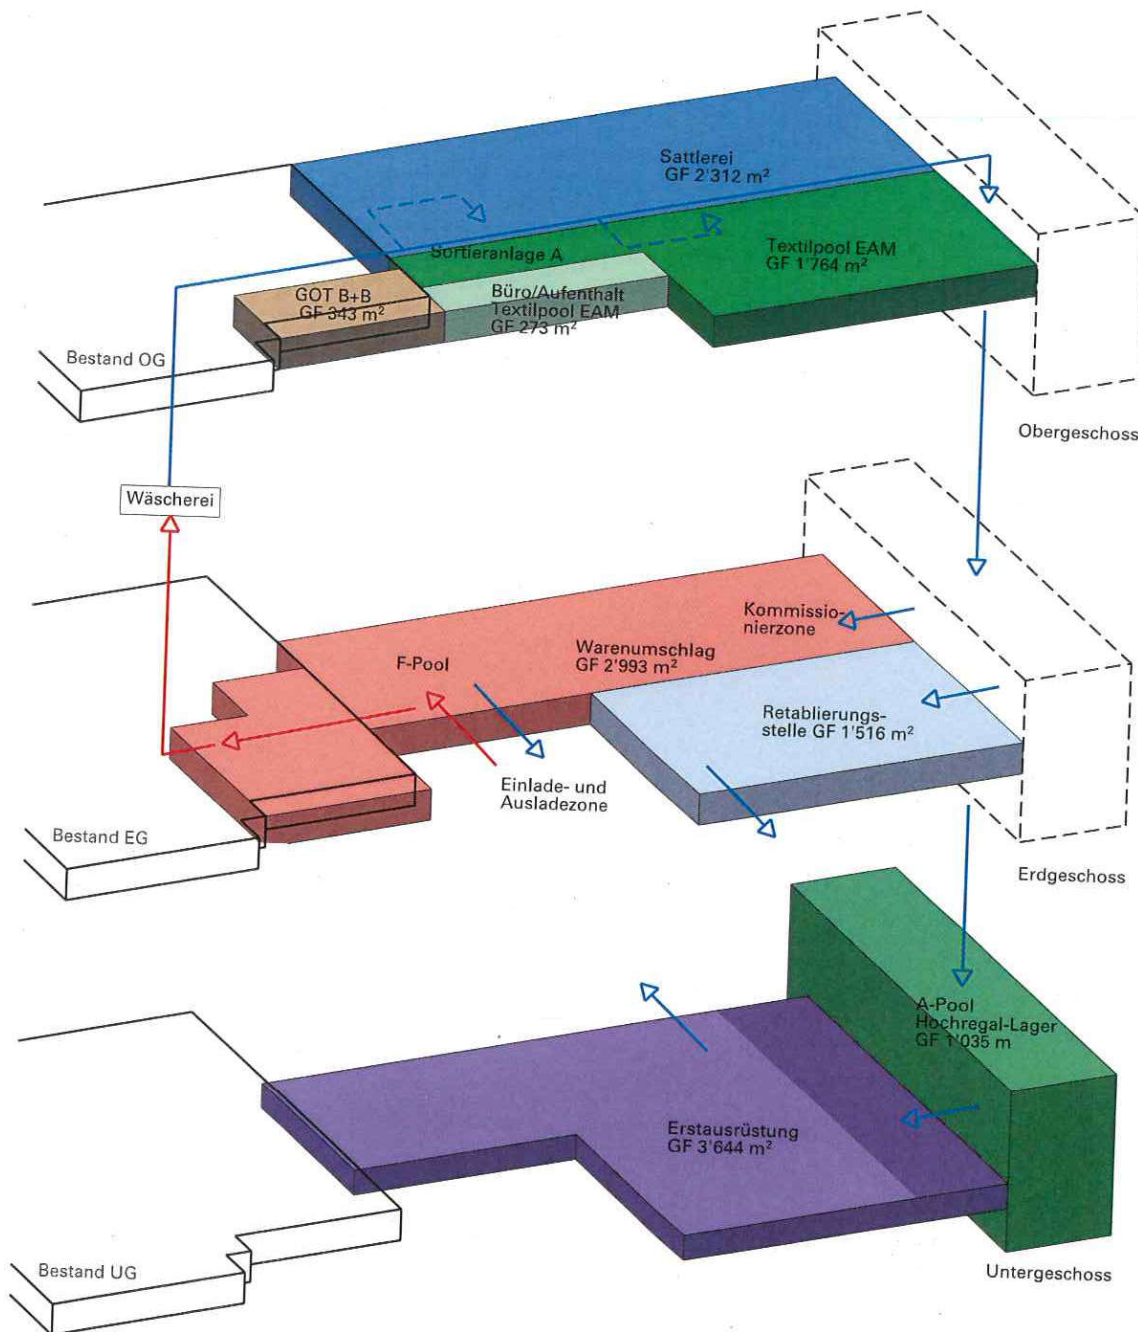 Sattlerei
GF 2'312 m²
Sortieranlage A
Textilpool EAM
GF 1'764 m²
GOT B+B
GF 343 m²
Büro/Aufenthalt
Textilpool EAM
GF 273 m²
Bestand OG
Obergeschoss
Wäscherei
Kommissio-
nierzone
Warenumschlag
GF 2'993 m²
F-Pool
Retablierungs-
stelle GF 1'516 m²
Einlade- und
Ausladezone
Bestand EG
Erdgeschoss
A-Pool
Hochregal-Lager
GF 1'035 m
Erstausrüstung
GF 3'644 m²
Bestand UG
Untergeschoss